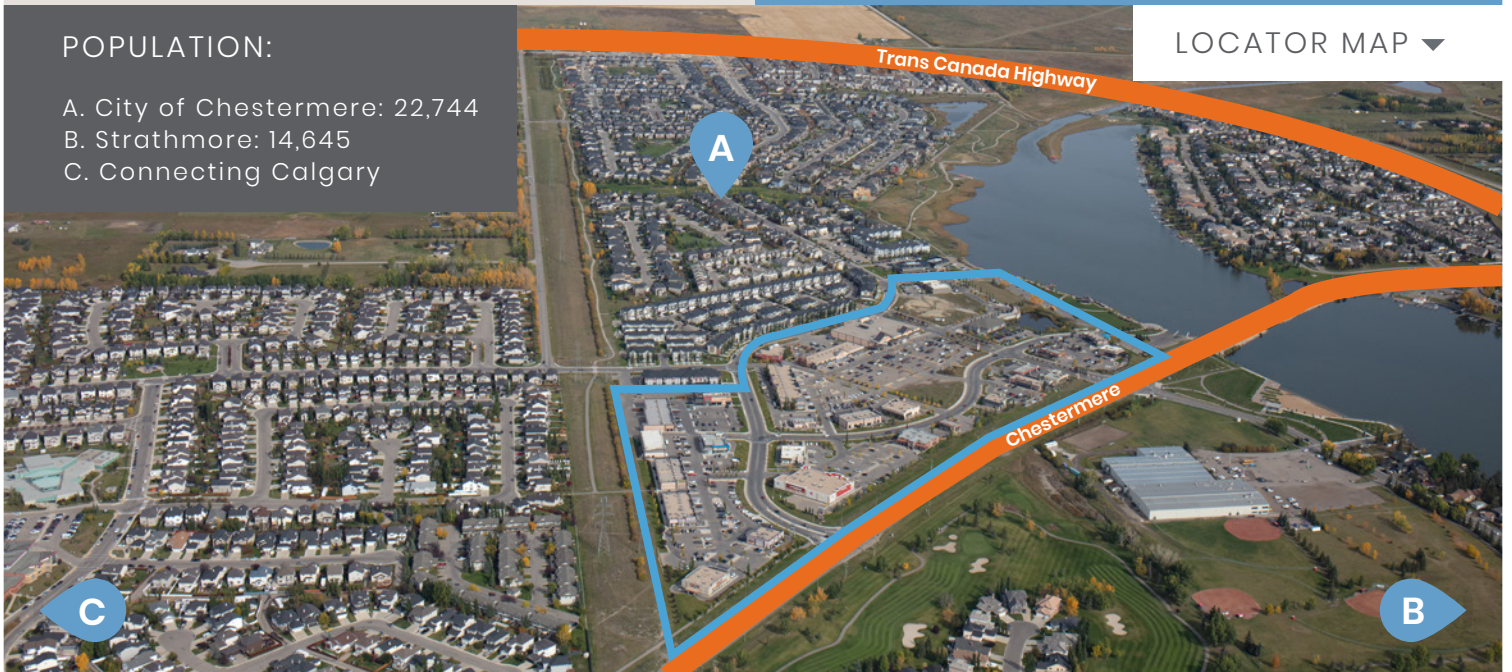 POPULATION:
A. City of Chestermere: 22,744
B. Strathmore: 14,645
C. Connecting Calgary
LOCATOR MAP
Trans Canada Highway
A
Chestermere
C
B